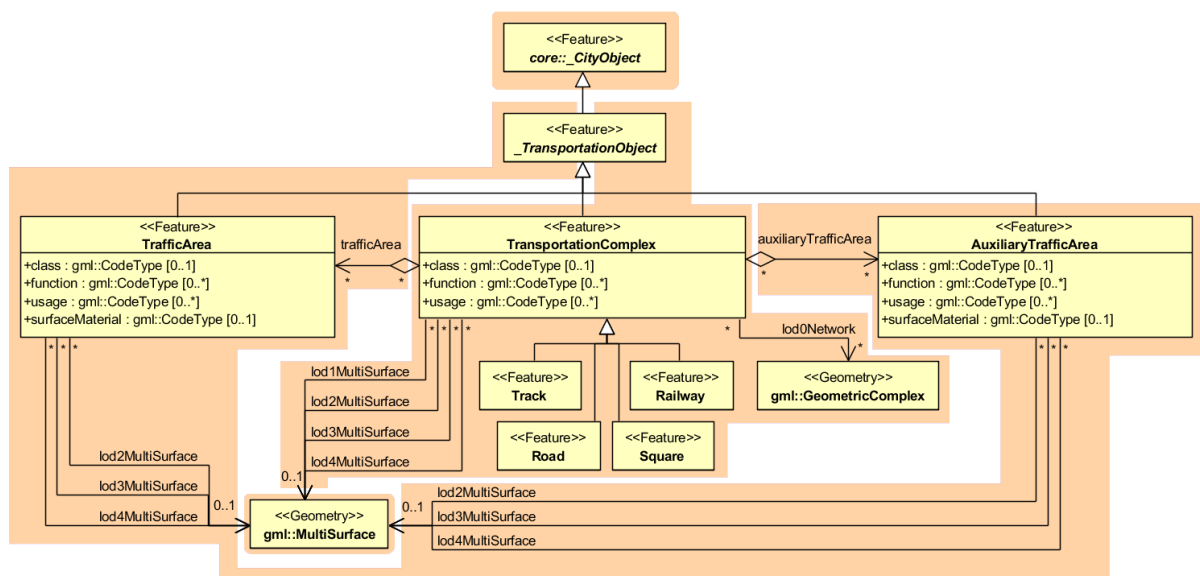 <<Feature>>
core::_CityObject
<<Feature>>
_TransportationObject
<<Feature>>
TrafficArea
+class : gml::CodeType [0..1]
+function : gml::CodeType [0..*]
+usage : gml::CodeType [0..*]
+surfaceMaterial : gml::CodeType [0..1]
trafficArea
*
*
<<Feature>>
TransportationComplex
+class : gml::CodeType [0..1]
+function : gml::CodeType [0..*]
+usage : gml::CodeType [0..*]
auxiliaryTrafficArea
*
*
<<Feature>>
AuxiliaryTrafficArea
+class : gml::CodeType [0..1]
+function : gml::CodeType [0..*]
+usage : gml::CodeType [0..*]
+surfaceMaterial : gml::CodeType [0..1]
* * * *
*
lod0Network
*
* * *
* * *
lod1MultiSurface
lod2MultiSurface
lod3MultiSurface
lod4MultiSurface
0..1
<<Feature>>
Track
<<Feature>>
Railway
<<Geometry>>
gml::GeometricComplex
<<Feature>>
Road
<<Feature>>
Square
lod2MultiSurface
lod3MultiSurface
lod4MultiSurface
0..1
<<Geometry>>
gml::MultiSurface
0..1
lod2MultiSurface
lod3MultiSurface
lod4MultiSurface